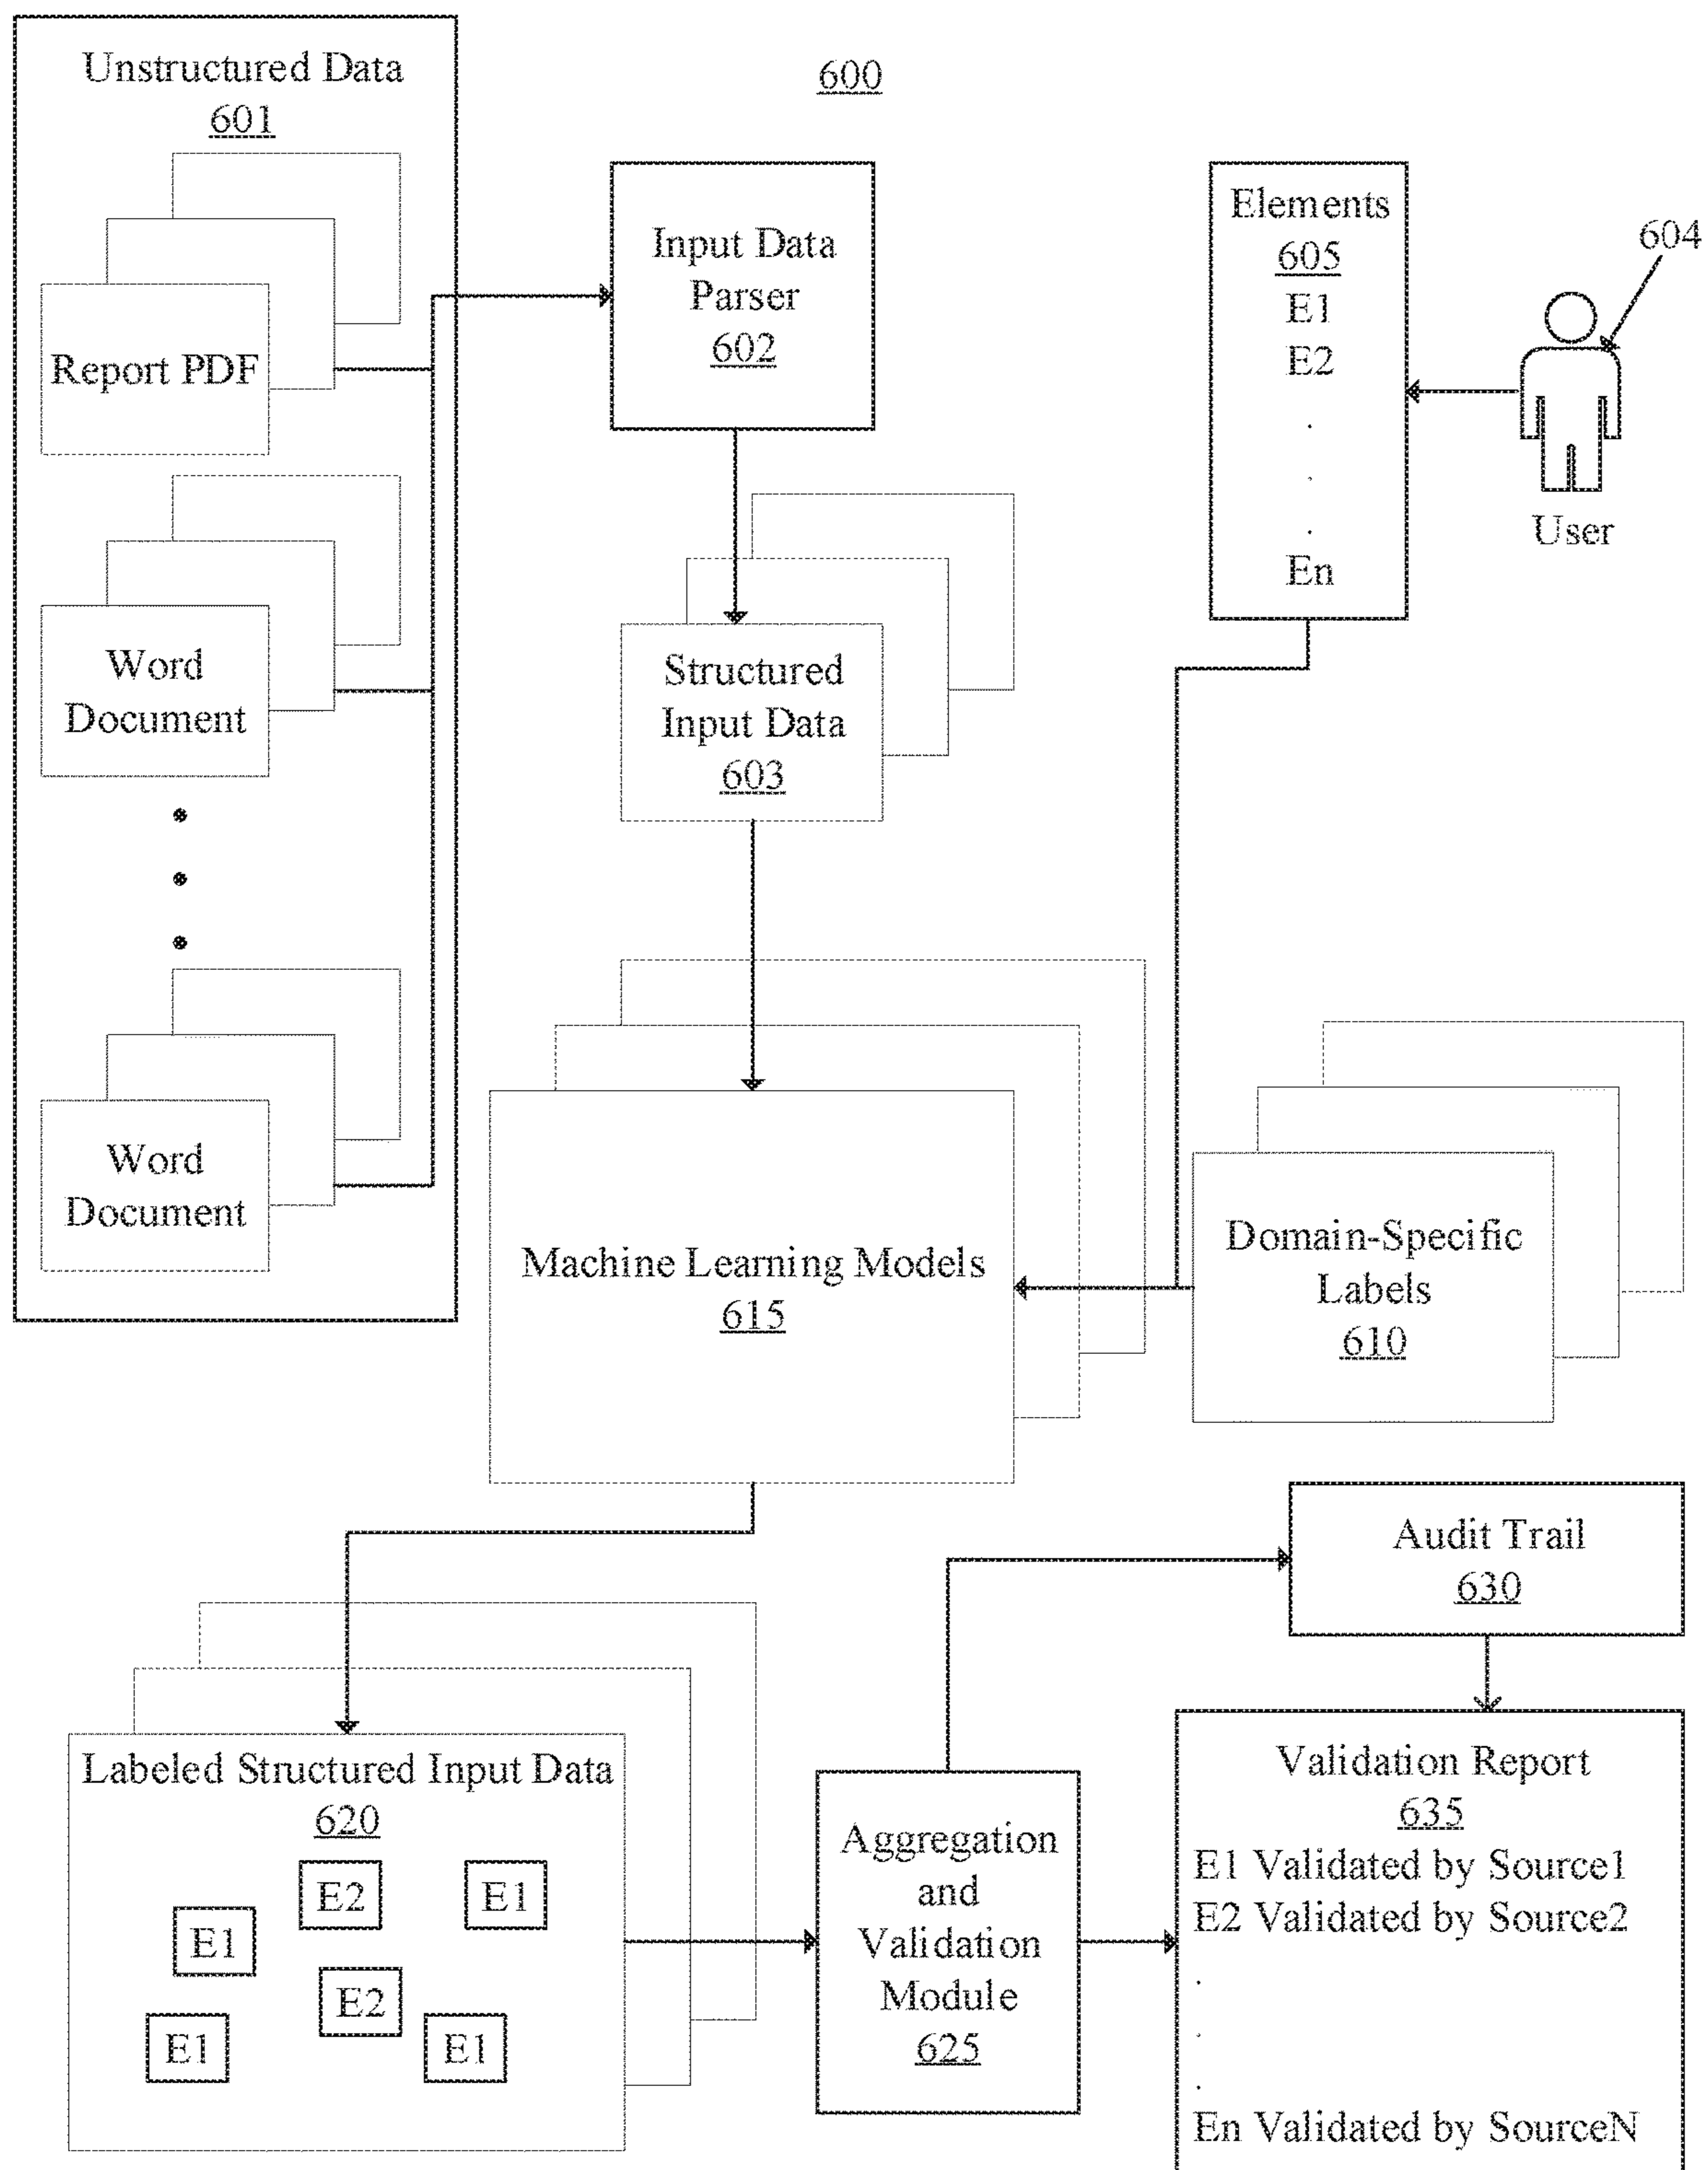 Unstructured Data
601
Report PDF
Word
Document
Word
Document
600
Input Data
Parser
602
Structured
Input Data
603
Elements
605
E1
E2
.
.
.
En
604
User
Machine Learning Models
615
Domain-Specific
Labels
610
Labeled Structured Input Data
620
E2
E1
E1
E2
E1
E1
Aggregation
and
Validation
Module
625
Audit Trail
630
Validation Report
635
E1 Validated by Source1
E2 Validated by Source2
.
.
.
En Validated by SourceN